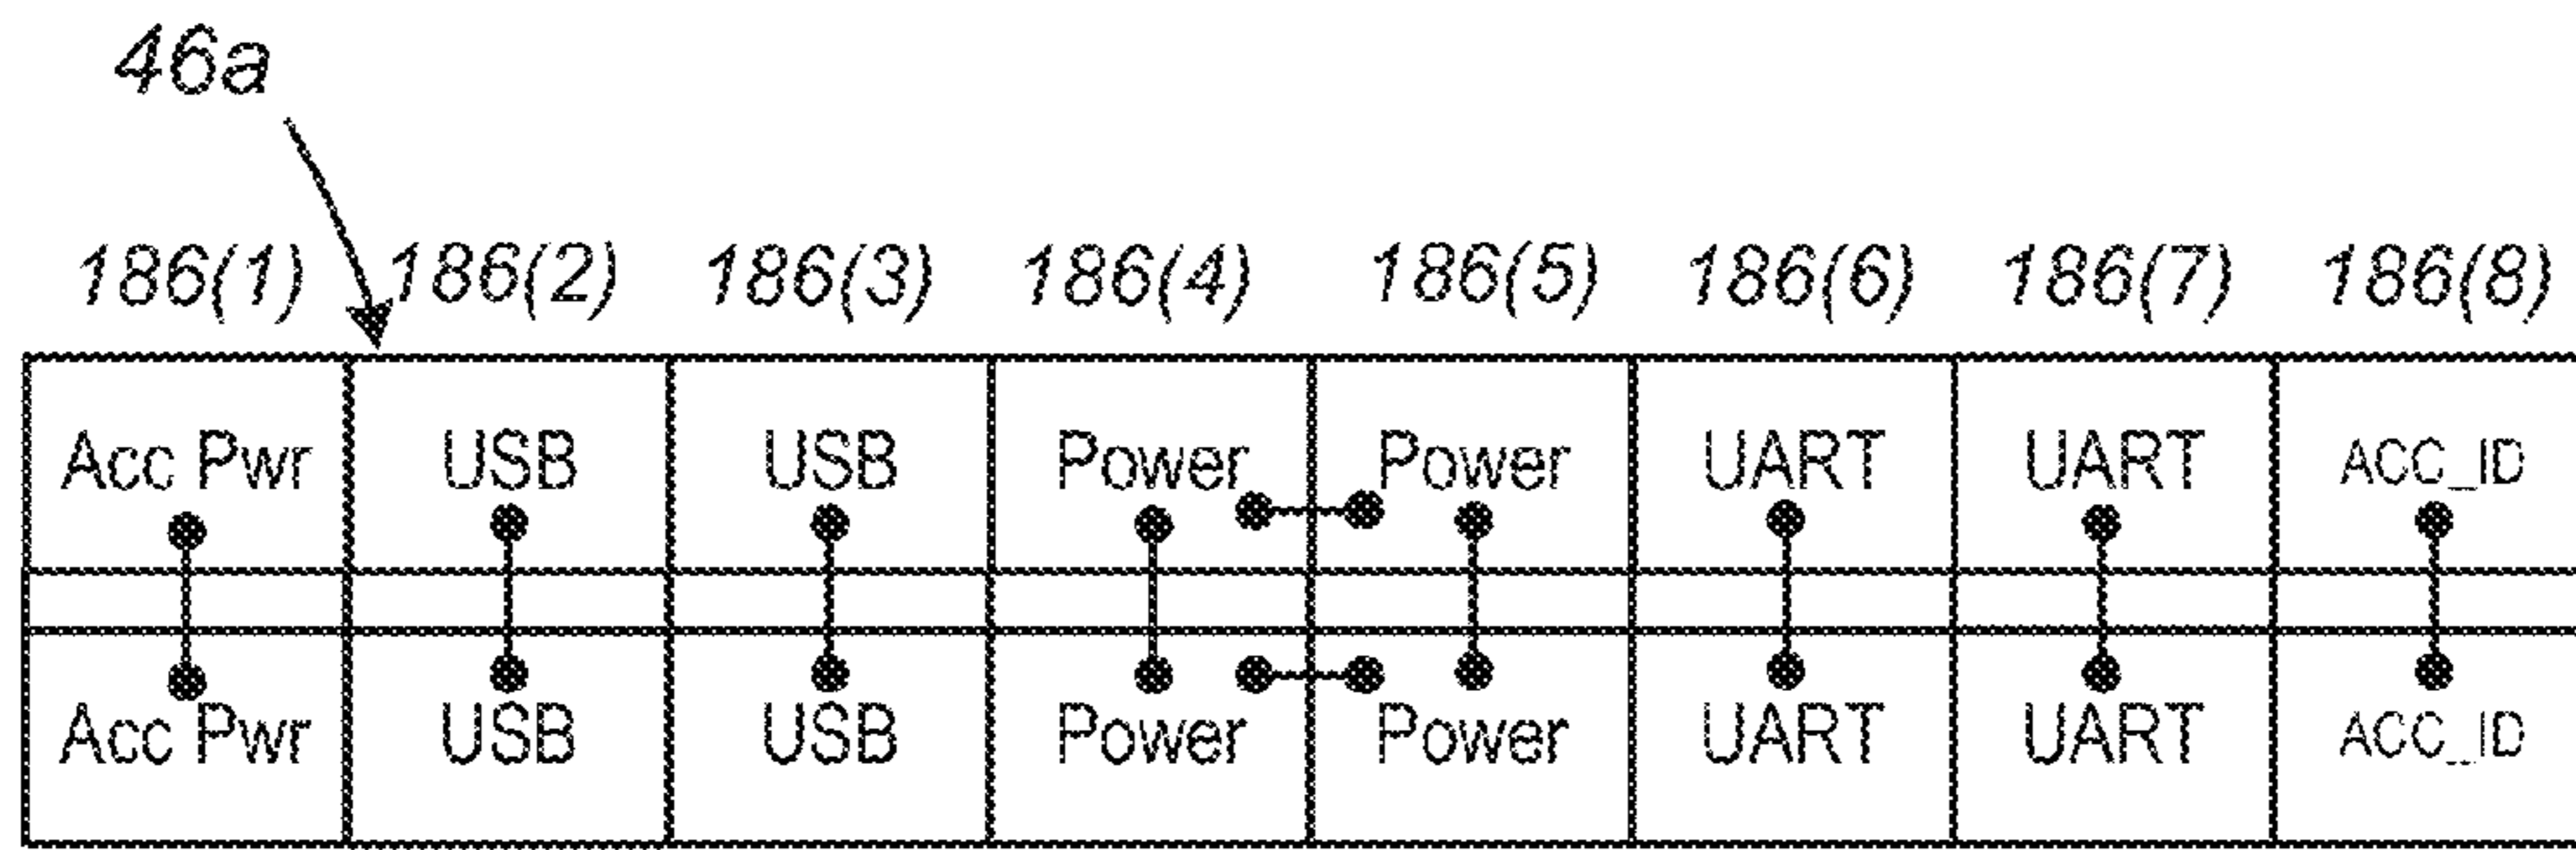 46a
186(1) 186(2) 186(3) 186(4) 186(5) 186(6) 186(7) 186(8)
Acc Pwr USB USB Power Power UART UART ACC_ID
Acc Pwr USB USB Power Power UART UART ACC_ID